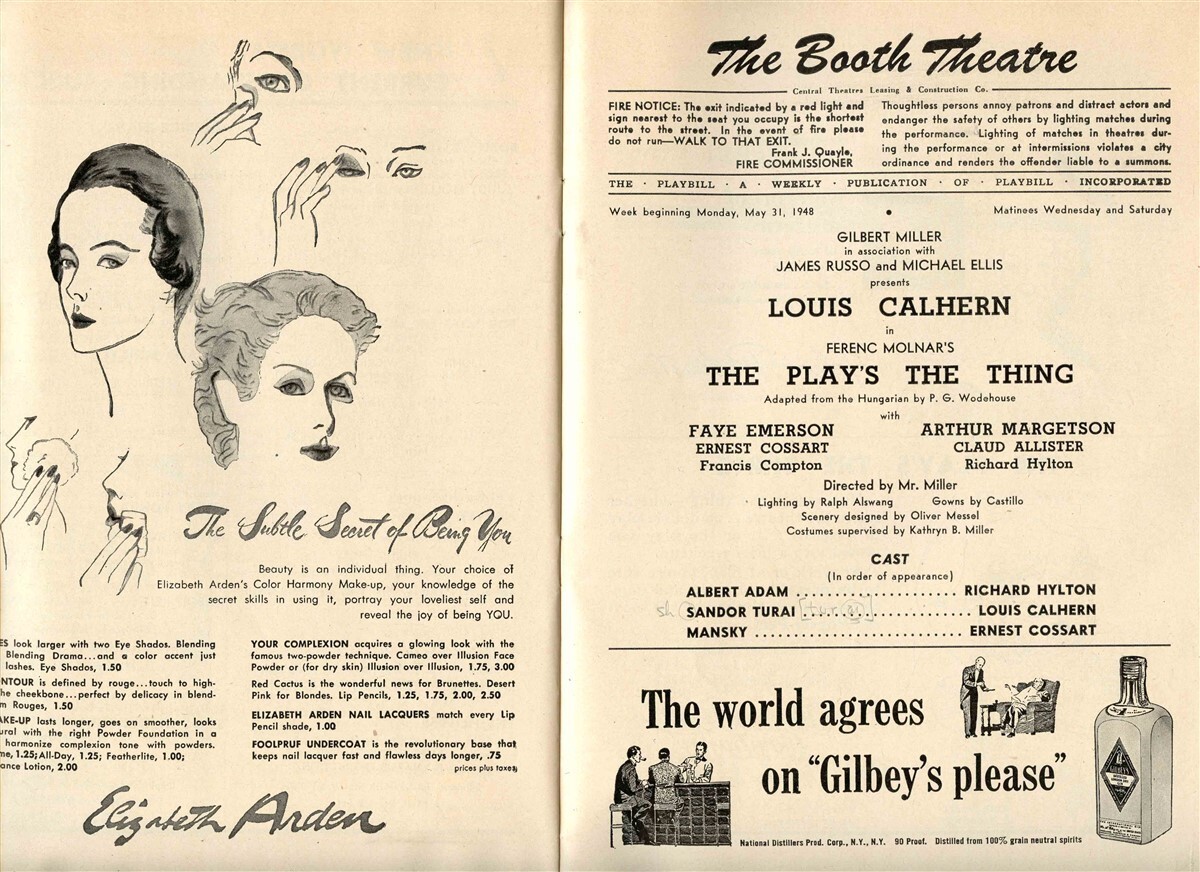 The Subtle Secret of Being You
Beauty is an individual thing. Your choice of
Elizabeth Arden's Color Harmony Make-up, your knowledge of the
secret skills in using it, portray your loveliest self and
reveal the joy of being YOU.
ES look larger with two Eye Shados. Blending
Blending Drama...and a color accent just
lashes. Eye Shados, 1.50
NTOUR is defined by rouge...touch to high-
he cheekbone...perfect by delicacy in blend-
m Rouges, 1.50
AKE-UP lasts longer, goes on smoother, looks
ural with the right Powder Foundation in a
harmonize complexion tone with powders.
me, 1.25; All-Day, 1.25; Featherlite, 1.00;
ance Lotion, 2.00
YOUR COMPLEXION acquires a glowing look with the
famous two-powder technique. Cameo over Illusion Face
Powder or (for dry skin) Illusion over Illusion, 1.75, 3.00
Red Cactus is the wonderful news for Brunettes. Desert
Pink for Blondes. Lip Pencils, 1.25, 1.75, 2.00, 2.50
ELIZABETH ARDEN NAIL LACQUERS match every Lip
Pencil shade, 1.00
FOOLPRUF UNDERCOAT is the revolutionary base that
keeps nail lacquer fast and flawless days longer, .75
prices plus taxes
Elizabeth Arden
The Booth Theatre
Central Theatres Leasing & Construction Co.
FIRE NOTICE: The exit indicated by a red light and
sign nearest to the seat you occupy is the shortest
route to the street. In the event of fire please
do not run—WALK TO THAT EXIT.
Frank J. Quayle,
FIRE COMMISSIONER
Thoughtless persons annoy patrons and distract actors and
endanger the safety of others by lighting matches during
the performance. Lighting of matches in theatres dur-
ing the performance or at intermissions violates a city
ordinance and renders the offender liable to a summons.
THE · PLAYBILL · A · WEEKLY · PUBLICATION · OF · PLAYBILL · INCORPORATED
Week beginning Monday, May 31, 1948 • Matinees Wednesday and Saturday
GILBERT MILLER
in association with
JAMES RUSSO and MICHAEL ELLIS
presents
LOUIS CALHERN
in
FERENC MOLNAR'S
THE PLAY'S THE THING
Adapted from the Hungarian by P. G. Wodehouse
with
FAYE EMERSON ARTHUR MARGETSON
ERNEST COSSART CLAUD ALLISTER
Francis Compton Richard Hylton
Directed by Mr. Miller
Lighting by Ralph Alswang Gowns by Castillo
Scenery designed by Oliver Messel
Costumes supervised by Kathryn B. Miller
CAST
(In order of appearance)
ALBERT ADAM ...................... RICHARD HYLTON
SANDOR TURAI ...................... LOUIS CALHERN
MANSKY .......................... ERNEST COSSART
The world agrees
on "Gilbey's please"
GILBEY'S
National Distillers Prod. Corp., N.Y., N.Y. 90 Proof. Distilled from 100% grain neutral spirits